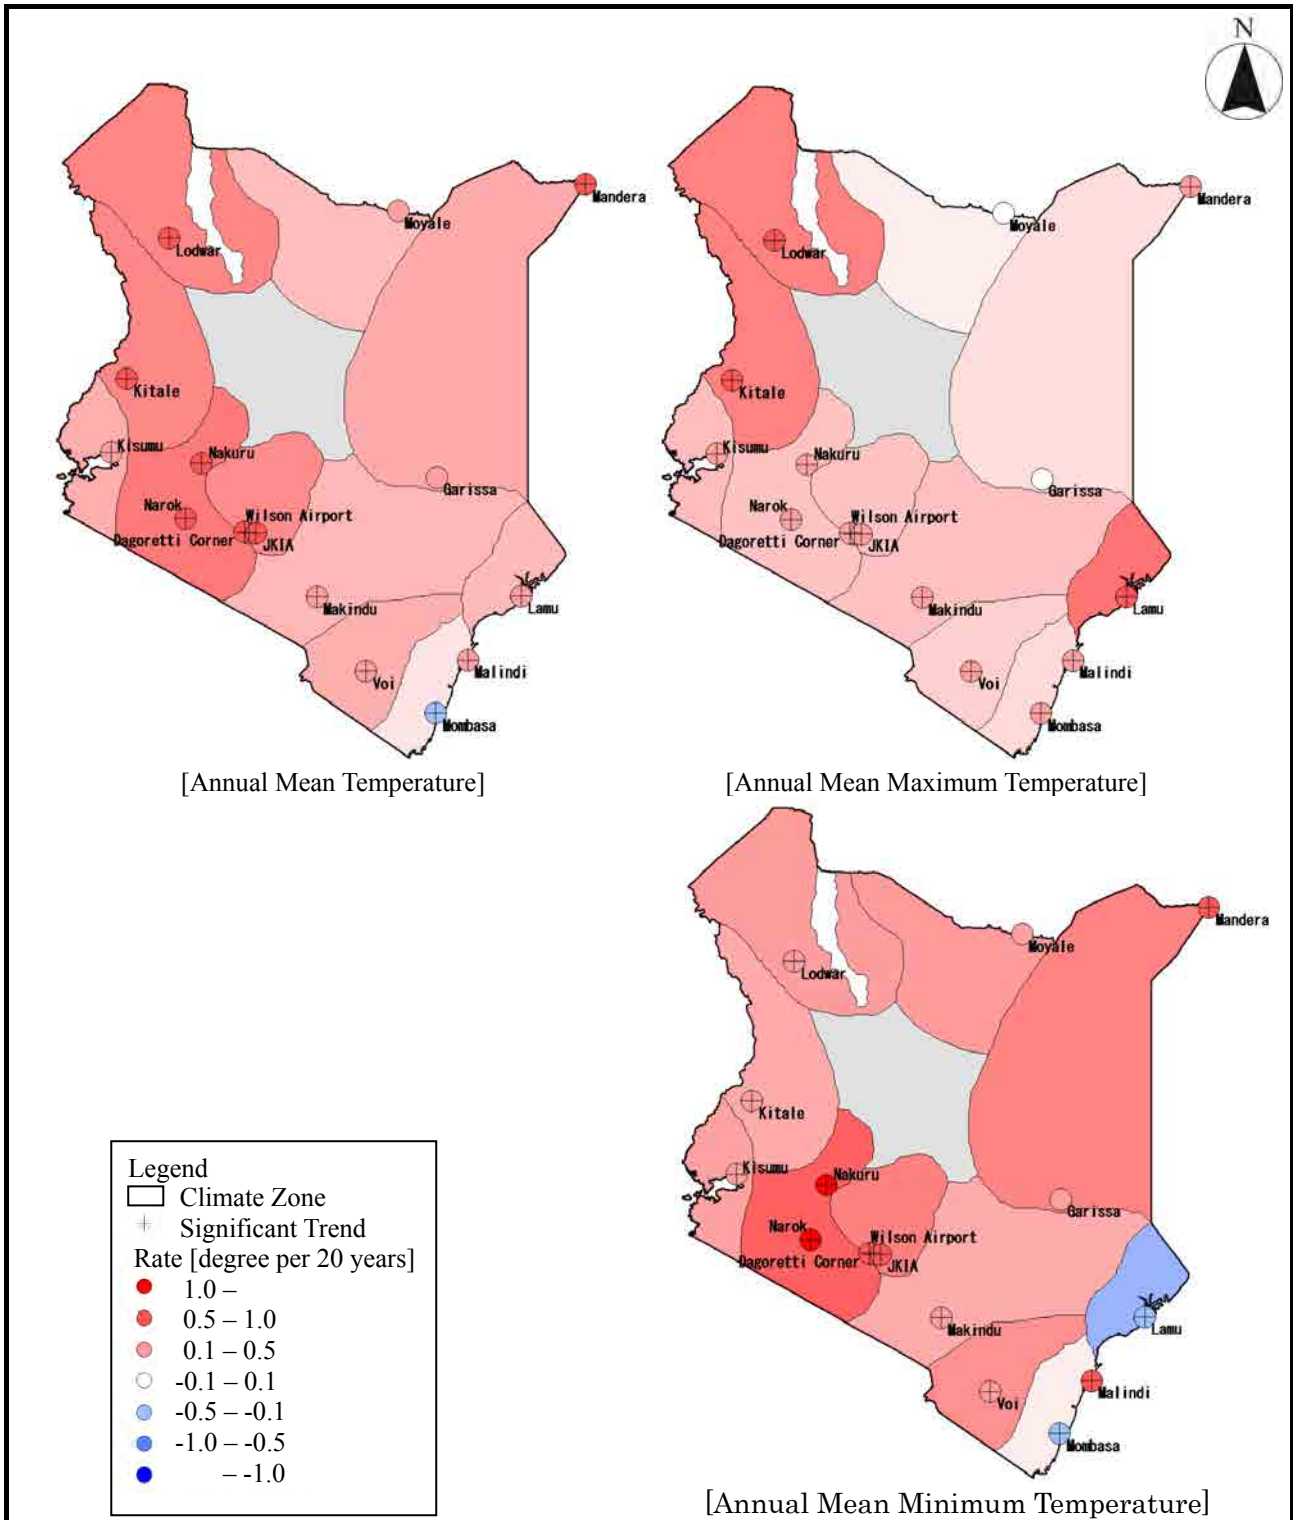 N
Mandera
Moyale
Lodwar
Kitale
Kisumu
Nakuru
Garissa
Narok
Wilson Airport
Dagoretti Corner
JKIA
Makindu
Lamu
Malindi
Voi
Mombasa
[Annual Mean Temperature]
Mandera
Moyale
Lodwar
Kitale
Kisumu
Nakuru
Garissa
Narok
Wilson Airport
Dagoretti Corner
JKIA
Makindu
Lamu
Malindi
Voi
Mombasa
[Annual Mean Maximum Temperature]
Mandera
Moyale
Lodwar
Kitale
Kisumu
Nakuru
Garissa
Narok
Wilson Airport
Dagoretti Corner
JKIA
Makindu
Lamu
Malindi
Voi
Mombasa
[Annual Mean Minimum Temperature]
Legend
Climate Zone
Significant Trend
Rate [degree per 20 years]
1.0 –
0.5 – 1.0
0.1 – 0.5
-0.1 – 0.1
-0.5 – -0.1
-1.0 – -0.5
– -1.0